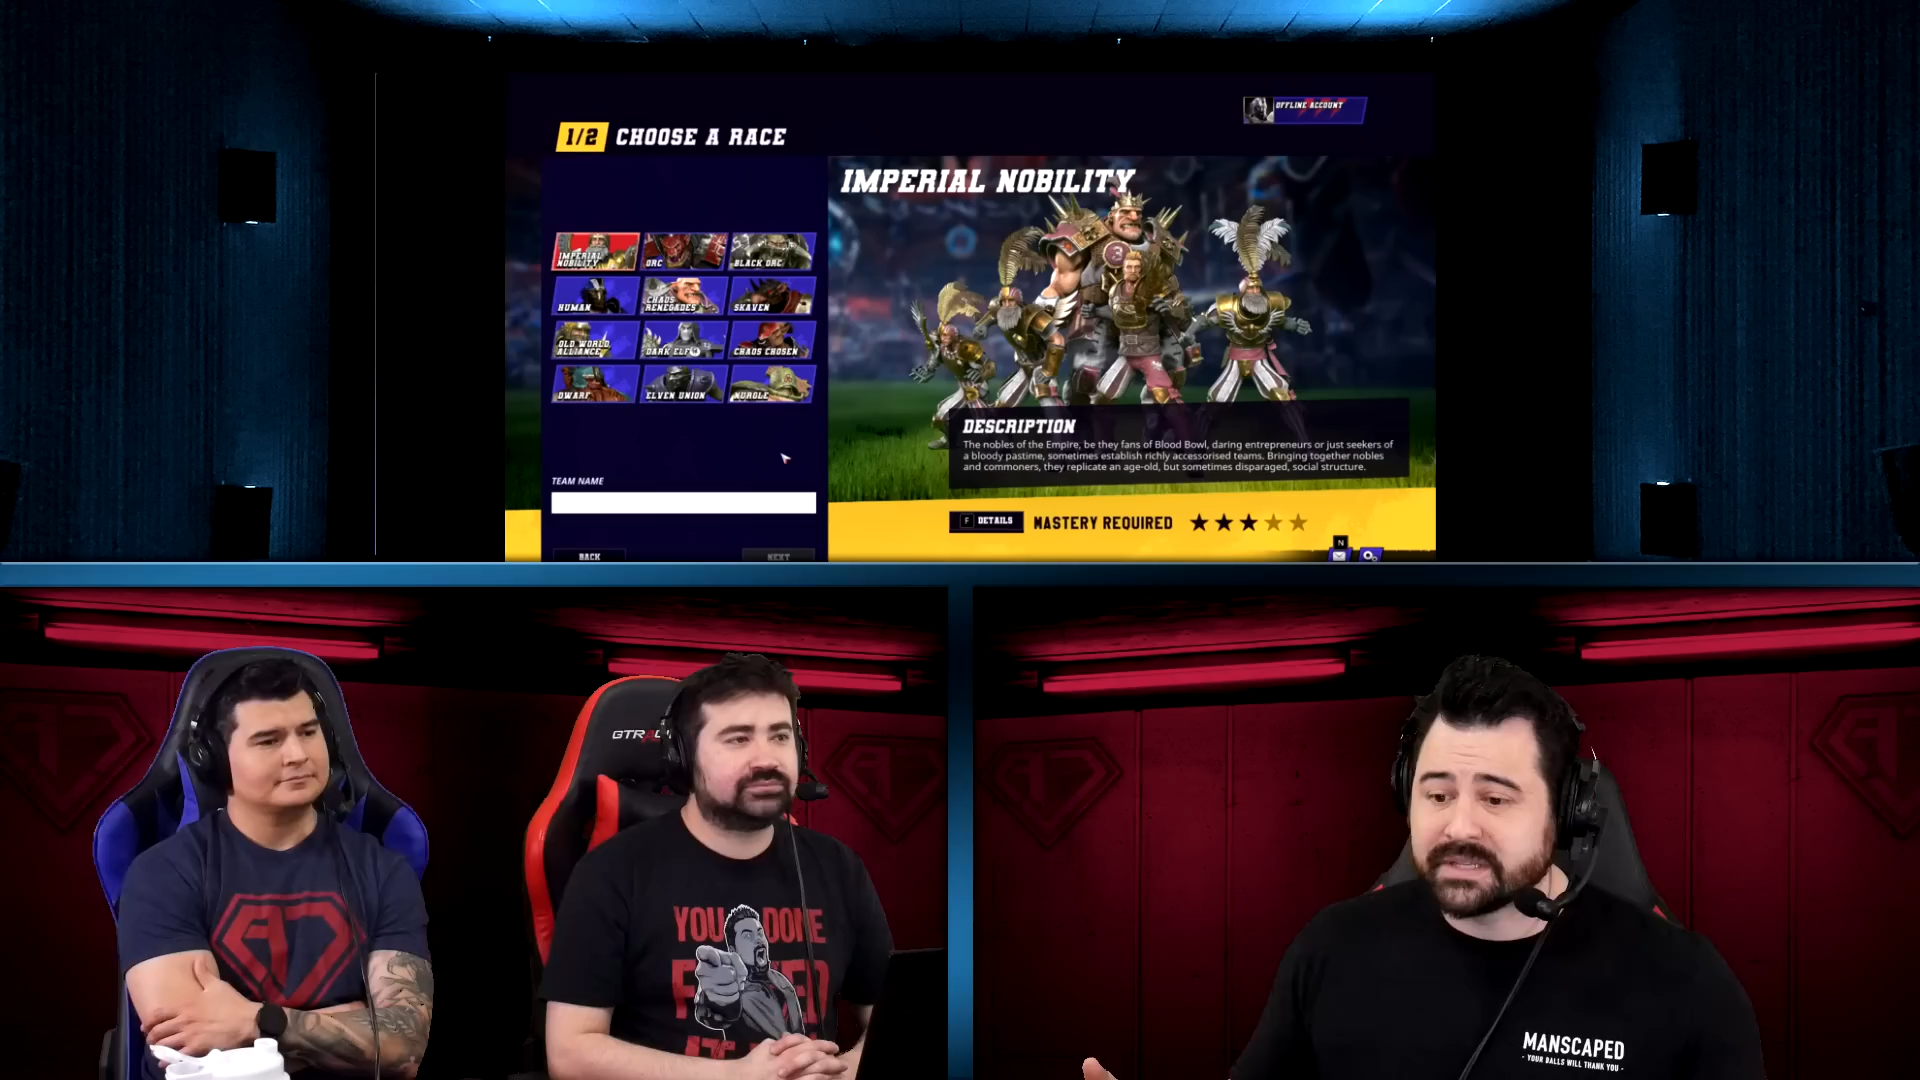 OFFLINE ACCOUNT
1/2 CHOOSE A RACE
IMPERIAL NOBILITY
IMPERIAL
NOBILITY
ORC
BLACK ORC
HUMAN
CHAOS
RENEGADES
SKAVEN
OLD WORLD
ALLIANCE
DARK ELF
CHAOS CHOSEN
DWARF
ELVEN UNION
NURGLE
3
DESCRIPTION
The nobles of the Empire, be they fans of Blood Bowl, daring entrepreneurs or just seekers of
a bloody pastime, sometimes establish richly accessorised teams. Bringing together nobles
and commoners, they replicate an age-old, but sometimes disparaged, social structure.
TEAM NAME
F DETAILS MASTERY REQUIRED
N
BACK
NEXT
YOU DONE
MANSCAPED
- YOUR BALLS WILL THANK YOU -